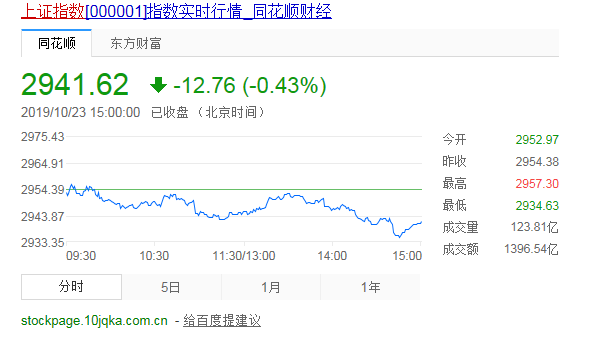 上证指数[000001]指数实时行情_同花顺财经
同花顺 东方财富
2941.62 -12.76 (-0.43%)
2019/10/23 15:00:00 已收盘 （北京时间）
2975.43
2964.91
2954.39
2943.87
2933.35
09:30 10:30 11:30/13:00 14:00 15:00
今开 2952.97
昨收 2954.38
最高 2957.30
最低 2934.63
成交量 123.81亿
成交额 1396.54亿
分时 5日 1月 1年
stockpage.10jqka.com.cn - 给百度提建议